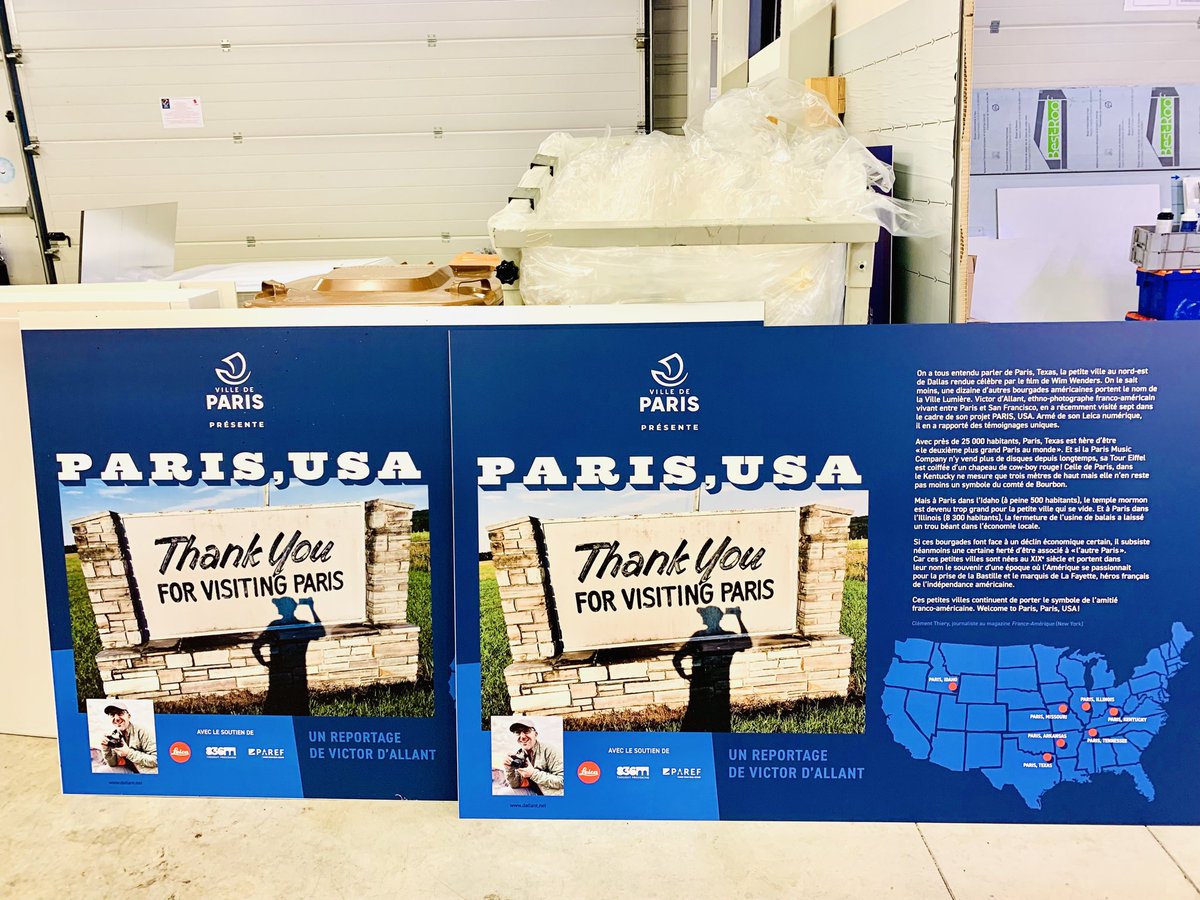 VILLE DE
PARIS
PRÉSENTE
PARIS,USA
Thank You
FOR VISITING PARIS
AVEC LE SOUTIEN DE
Leica
836M
PAREF
UN REPORTAGE
DE VICTOR D'ALLANT
www.dallant.net
VILLE DE
PARIS
PRÉSENTE
PARIS,USA
Thank You
FOR VISITING PARIS
AVEC LE SOUTIEN DE
Leica
836M
PAREF
UN REPORTAGE
DE VICTOR D'ALLANT
www.dallant.net
On a tous entendu parler de Paris, Texas, la petite ville au nord-est
de Dallas rendue célèbre par le film de Wim Wenders. On le sait
moins, une dizaine d'autres bourgades américaines portent le nom de
la Ville Lumière. Victor d'Allant, ethno-photographe franco-américain
vivant entre Paris et San Francisco, en a récemment visité sept dans
le cadre de son projet PARIS, USA. Armé de son Leica numérique,
il en a rapporté des témoignages uniques.
Avec près de 25 000 habitants, Paris, Texas est fière d'être
«le deuxième plus grand Paris au monde». Et si la Paris Music
Company n'y vend plus de disques depuis longtemps, sa Tour Eiffel
est coiffée d'un chapeau de cow-boy rouge! Celle de Paris, dans
le Kentucky ne mesure que trois mètres de haut mais elle n'en reste
pas moins un symbole du comté de Bourbon.
Mais à Paris dans l'Idaho (à peine 500 habitants), le temple mormon
est devenu trop grand pour la petite ville qui se vide. Et à Paris dans
l'Illinois (8 300 habitants), la fermeture de l'usine de balais a laissé
un trou béant dans l'économie locale.
Si ces bourgades font face à un déclin économique certain, il subsiste
néanmoins une certaine fierté d'être associé à «l'autre Paris».
Car ces petites villes sont nées au XIXe siècle et portent dans
leur nom le souvenir d'une époque où l'Amérique se passionnait
pour la prise de la Bastille et le marquis de La Fayette, héros français
de l'indépendance américaine.
Ces petites villes continuent de porter le symbole de l'amitié
franco-américaine. Welcome to Paris, Paris, USA!
Clément Thiery, journaliste au magazine France-Amérique (New York)
PARIS, IDAHO
PARIS, ILLINOIS
PARIS, MISSOURI
PARIS, KENTUCKY
PARIS, ARKANSAS
PARIS, TENNESSEE
PARIS, TEXAS